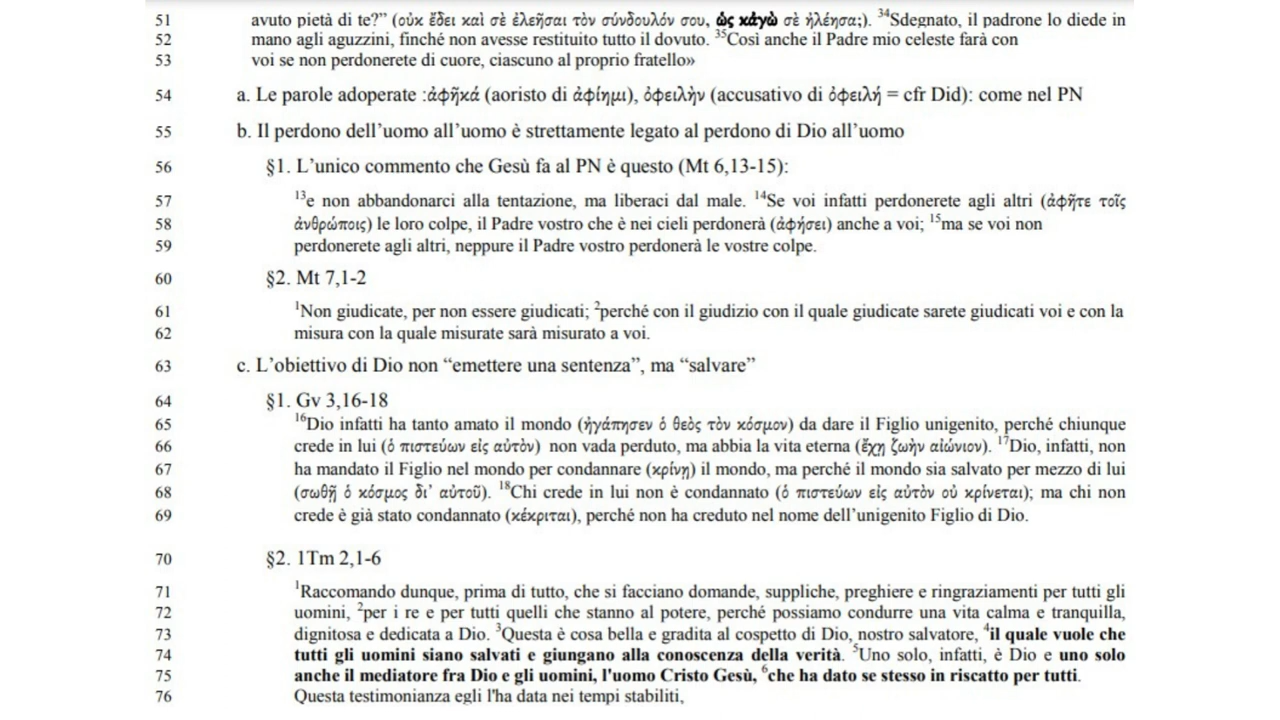 51 avuto pietà di te?” (οὐκ ἔδει καὶ σὲ ἐλεῆσαι τὸν σύνδουλόν σου, ὡς κἀγὼ σὲ ἠλέησα;). ³⁴Sdegnato, il padrone lo diede in
52 mano agli aguzzini, finché non avesse restituito tutto il dovuto. ³⁵Così anche il Padre mio celeste farà con
53 voi se non perdonerete di cuore, ciascuno al proprio fratello»
54 a. Le parole adoperate :ἀφῆκά (aoristo di ἀφίημι), ὀφειλὴν (accusativo di ὀφειλή = cfr Did): come nel PN
55 b. Il perdono dell’uomo all’uomo è strettamente legato al perdono di Dio all’uomo
56 §1. L’unico commento che Gesù fa al PN è questo (Mt 6,13-15):
57 ¹³e non abbandonarci alla tentazione, ma liberaci dal male. ¹⁴Se voi infatti perdonerete agli altri (ἀφῆτε τοῖς
58 ἀνθρώποις) le loro colpe, il Padre vostro che è nei cieli perdonerà (ἀφήσει) anche a voi; ¹⁵ma se voi non
59 perdonerete agli altri, neppure il Padre vostro perdonerà le vostre colpe.
60 §2. Mt 7,1-2
61 ¹Non giudicate, per non essere giudicati; ²perché con il giudizio con il quale giudicate sarete giudicati voi e con la
62 misura con la quale misurate sarà misurato a voi.
63 c. L’obiettivo di Dio non “emettere una sentenza”, ma “salvare”
64 §1. Gv 3,16-18
65 ¹⁶Dio infatti ha tanto amato il mondo (ἠγάπησεν ὁ θεὸς τὸν κόσμον) da dare il Figlio unigenito, perché chiunque
66 crede in lui (ὁ πιστεύων εἰς αὐτὸν) non vada perduto, ma abbia la vita eterna (ἔχῃ ζωὴν αἰώνιον). ¹⁷Dio, infatti, non
67 ha mandato il Figlio nel mondo per condannare (κρίνῃ) il mondo, ma perché il mondo sia salvato per mezzo di lui
68 (σωθῇ ὁ κόσμος δι’ αὐτοῦ). ¹⁸Chi crede in lui non è condannato (ὁ πιστεύων εἰς αὐτὸν οὐ κρίνεται); ma chi non
69 crede è già stato condannato (κέκριται), perché non ha creduto nel nome dell’unigenito Figlio di Dio.
70 §2. 1Tm 2,1-6
71 ¹Raccomando dunque, prima di tutto, che si facciano domande, suppliche, preghiere e ringraziamenti per tutti gli
72 uomini, ²per i re e per tutti quelli che stanno al potere, perché possiamo condurre una vita calma e tranquilla,
73 dignitosa e dedicata a Dio. ³Questa è cosa bella e gradita al cospetto di Dio, nostro salvatore, ⁴il quale vuole che
74 tutti gli uomini siano salvati e giungano alla conoscenza della verità. ⁵Uno solo, infatti, è Dio e uno solo
75 anche il mediatore fra Dio e gli uomini, l'uomo Cristo Gesù, ⁶che ha dato se stesso in riscatto per tutti.
76 Questa testimonianza egli l'ha data nei tempi stabiliti,